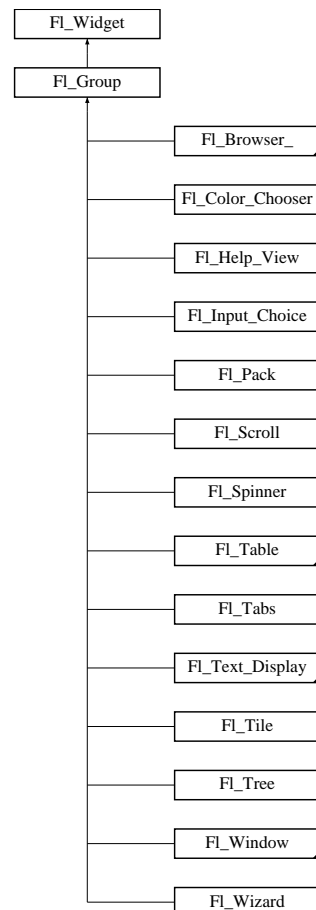 Fl_Widget
Fl_Group
Fl_Browser_
Fl_Color_Chooser
Fl_Help_View
Fl_Input_Choice
Fl_Pack
Fl_Scroll
Fl_Spinner
Fl_Table
Fl_Tabs
Fl_Text_Display
Fl_Tile
Fl_Tree
Fl_Window
Fl_Wizard